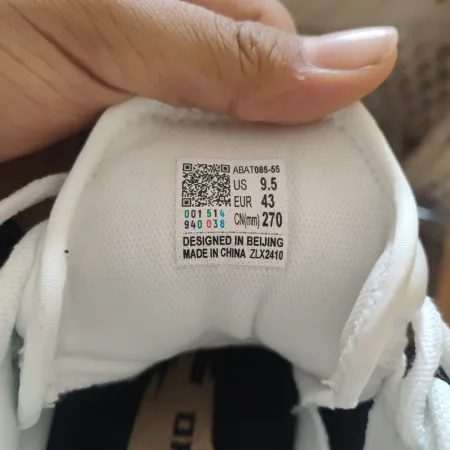 ABAT085-55
US 9.5
EUR 43
CN(mm) 270
001 514
940 038
DESIGNED IN BEIJING
MADE IN CHINA ZLX2410